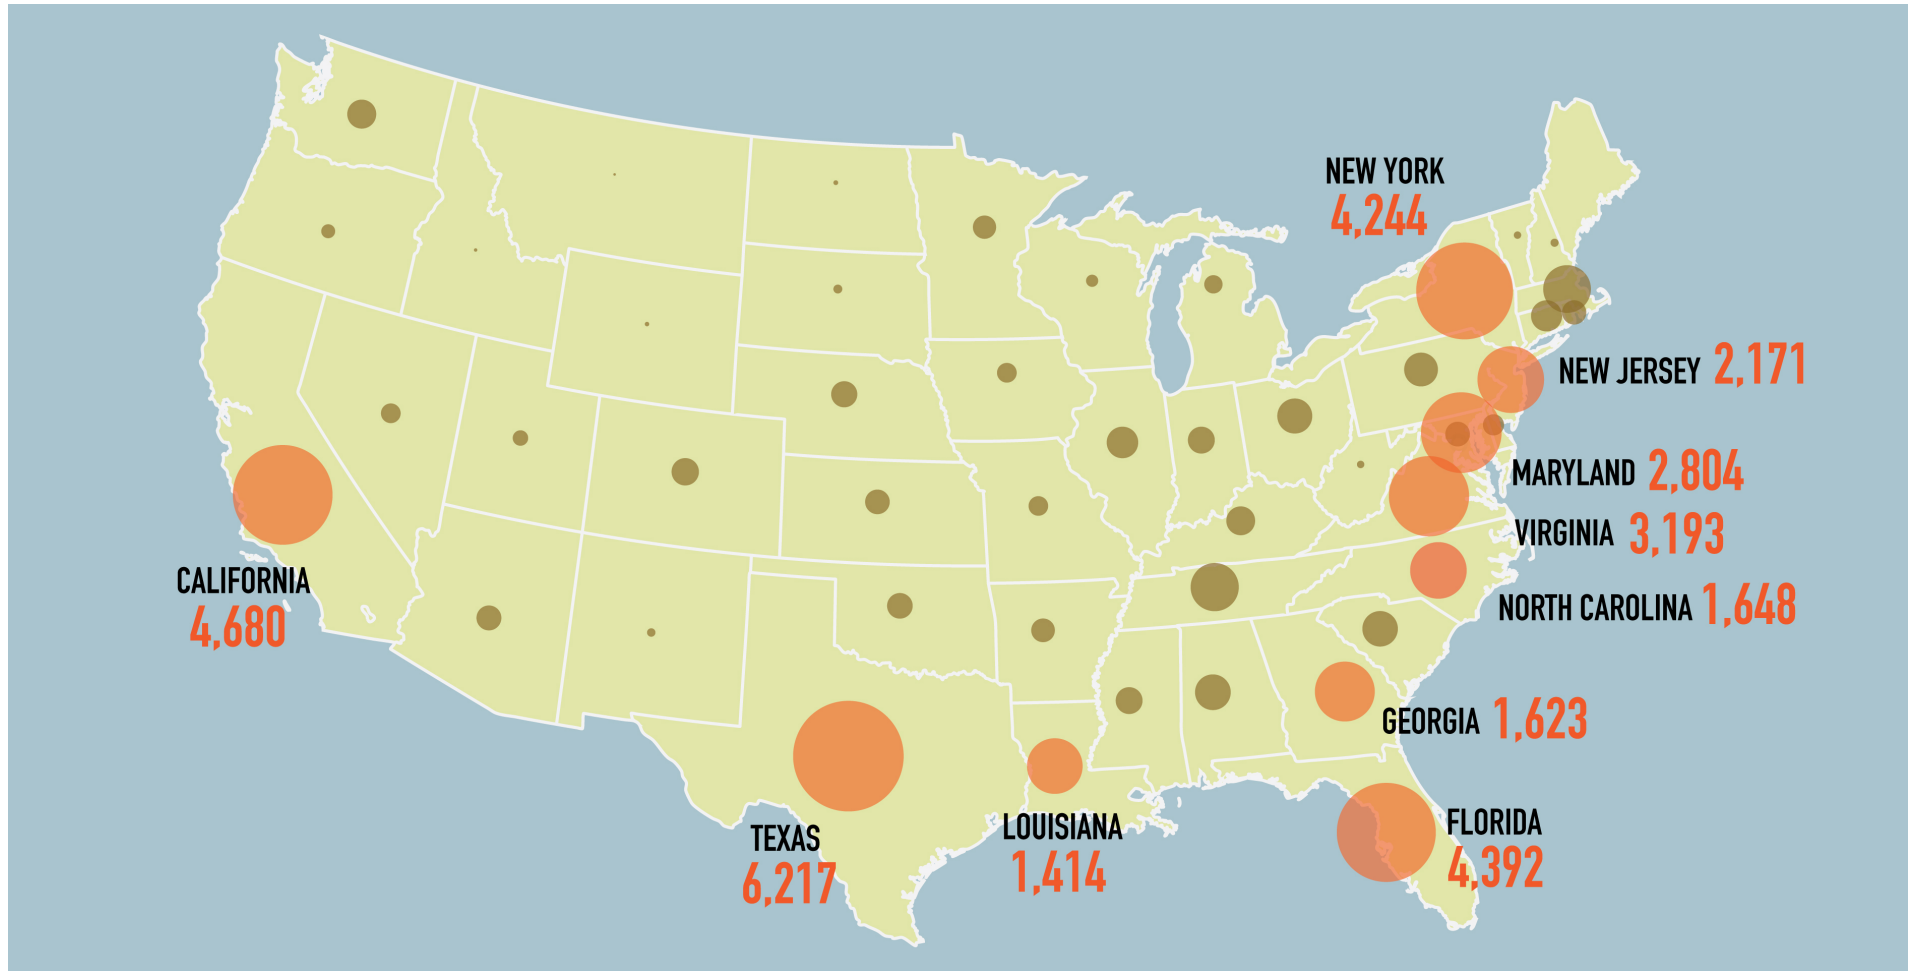 NEW YORK
4,244
NEW JERSEY 2,171
MARYLAND 2,804
VIRGINIA 3,193
CALIFORNIA
4,680
NORTH CAROLINA 1,648
GEORGIA 1,623
TEXAS
6,217
LOUISIANA
1,414
FLORIDA
4,392